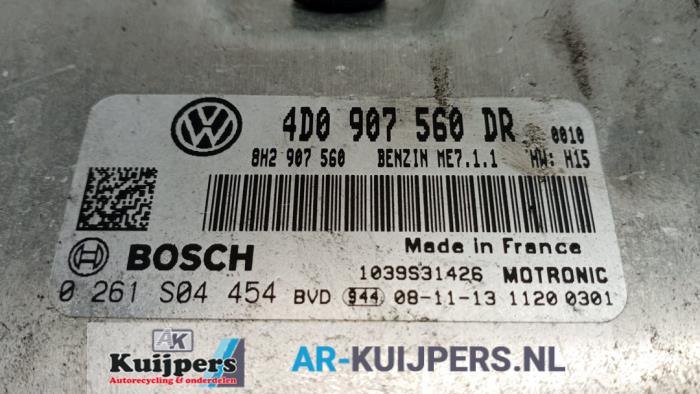 4D0 907 560 DR 0010
8H2 907 560 BENZIN ME7.1.1 HW: H15
Made in France
BOSCH
1039S31426 MOTRONIC
0 261 S04 454 BVD 944 08-11-13 1120 0301
AK
Kuijpers
Autorecycling & onderdelen
AR-KUIJPERS.NL